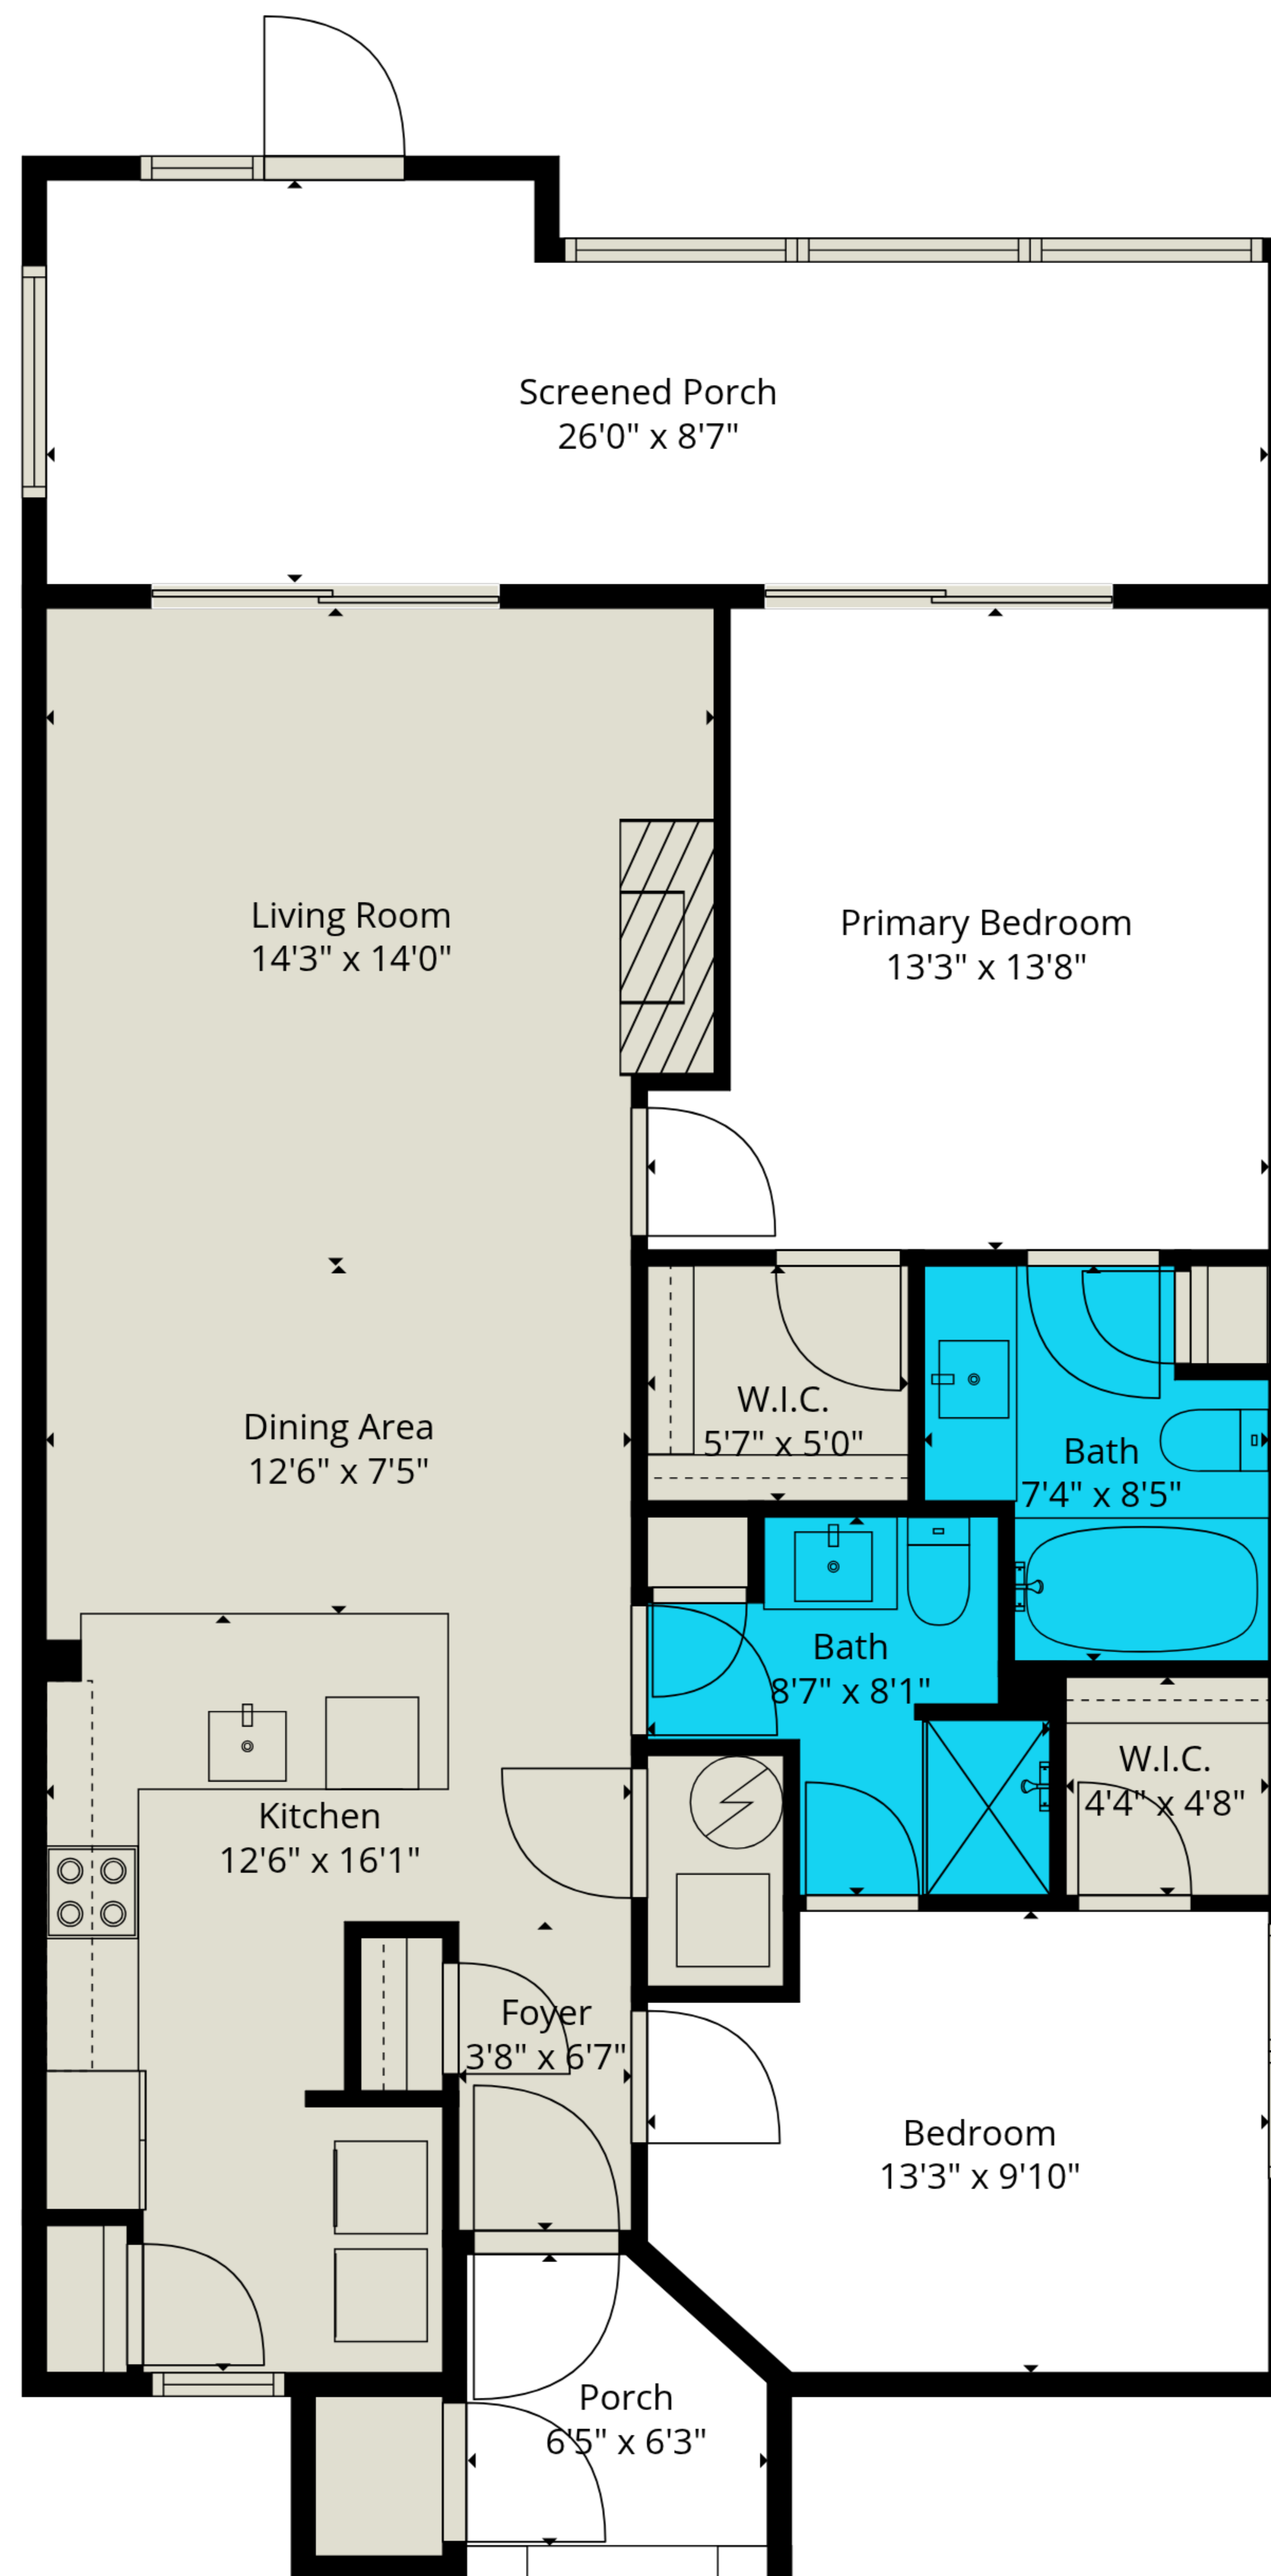 Screened Porch
26'0" x 8'7"
Living Room
14'3" x 14'0"
Primary Bedroom
13'3" x 13'8"
W.I.C.
5'7" x 5'0"
Bath
7'4" x 8'5"
Dining Area
12'6" x 7'5"
Bath
8'7" x 8'1"
W.I.C.
4'4" x 4'8"
Kitchen
12'6" x 16'1"
Foyer
3'8" x 6'7"
Bedroom
13'3" x 9'10"
Porch
6'5" x 6'3"